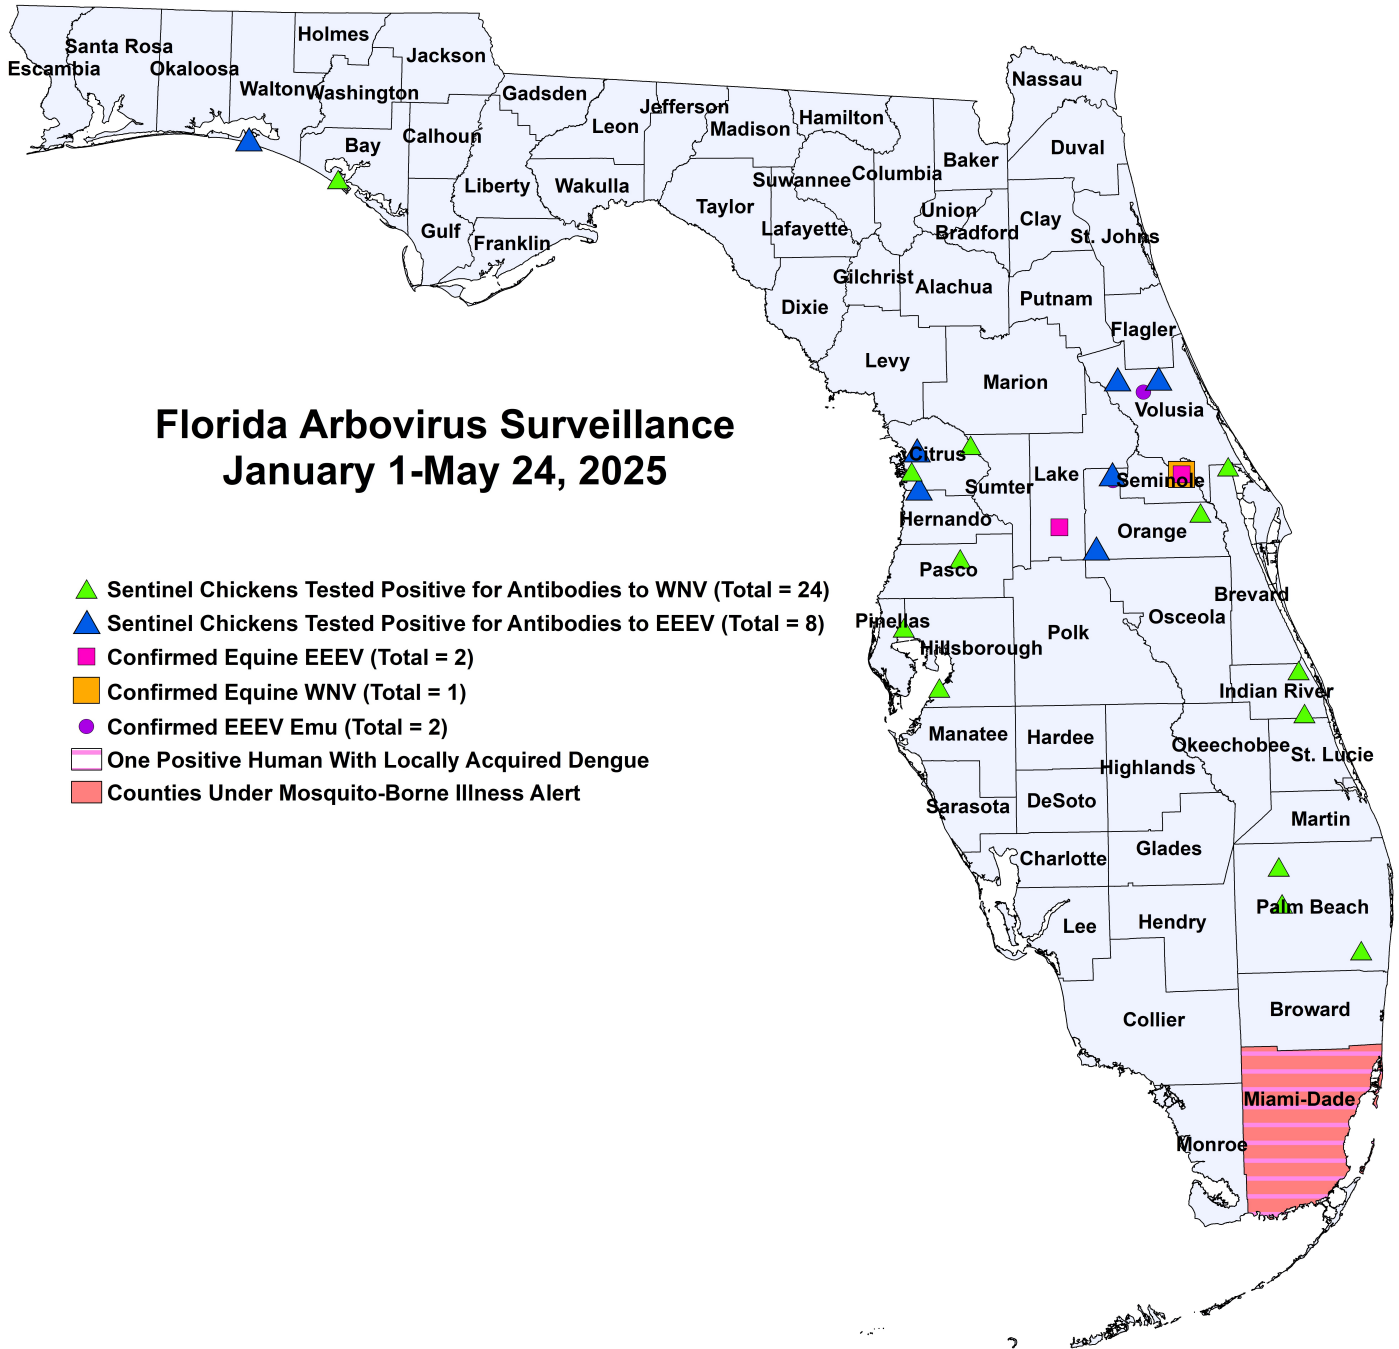 Holmes
Santa Rosa
Jackson
Escambia
Okaloosa
Walton
Washington
Gadsden
Nassau
Jefferson
Leon
Madison
Hamilton
Calhoun
Bay
Duval
Baker
Liberty
Wakulla
Suwannee
Columbia
Taylor
Union
Clay
Bradford
St. Johns
Lafayette
Gulf
Franklin
Gilchrist
Alachua
Putnam
Dixie
Flagler
Levy
Marion
Volusia
Florida Arbovirus Surveillance
January 1-May 24, 2025
Citrus
Lake
Seminole
Sumter
Hernando
Orange
Pasco
Brevard
Osceola
Pinellas
Polk
Hillsborough
Indian River
Manatee
Hardee
Okeechobee
St. Lucie
Highlands
DeSoto
Sarasota
Martin
Glades
Charlotte
Palm Beach
Hendry
Lee
Broward
Collier
Miami-Dade
Monroe
Sentinel Chickens Tested Positive for Antibodies to WNV (Total = 24)
Sentinel Chickens Tested Positive for Antibodies to EEEV (Total = 8)
Confirmed Equine EEEV (Total = 2)
Confirmed Equine WNV (Total = 1)
Confirmed EEEV Emu (Total = 2)
One Positive Human With Locally Acquired Dengue
Counties Under Mosquito-Borne Illness Alert